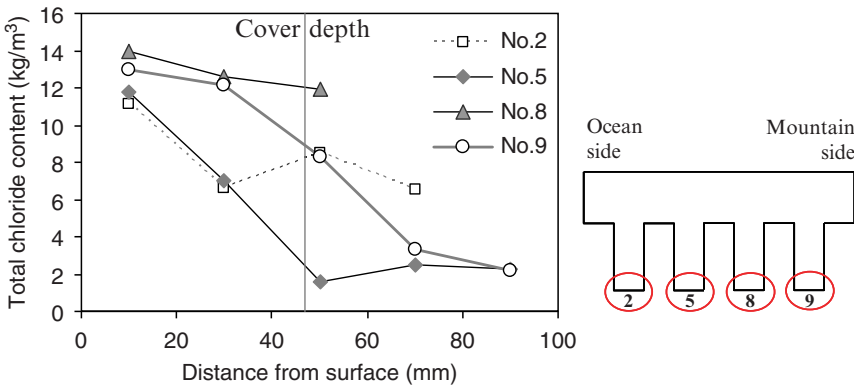 Total chloride content (kg/m³)
16
14
12
10
8
6
4
2
0
Cover depth
No.2
No.5
No.8
No.9
0 20 40 60 80 100
Distance from surface (mm)
Ocean side
Mountain side
2 5 8 9